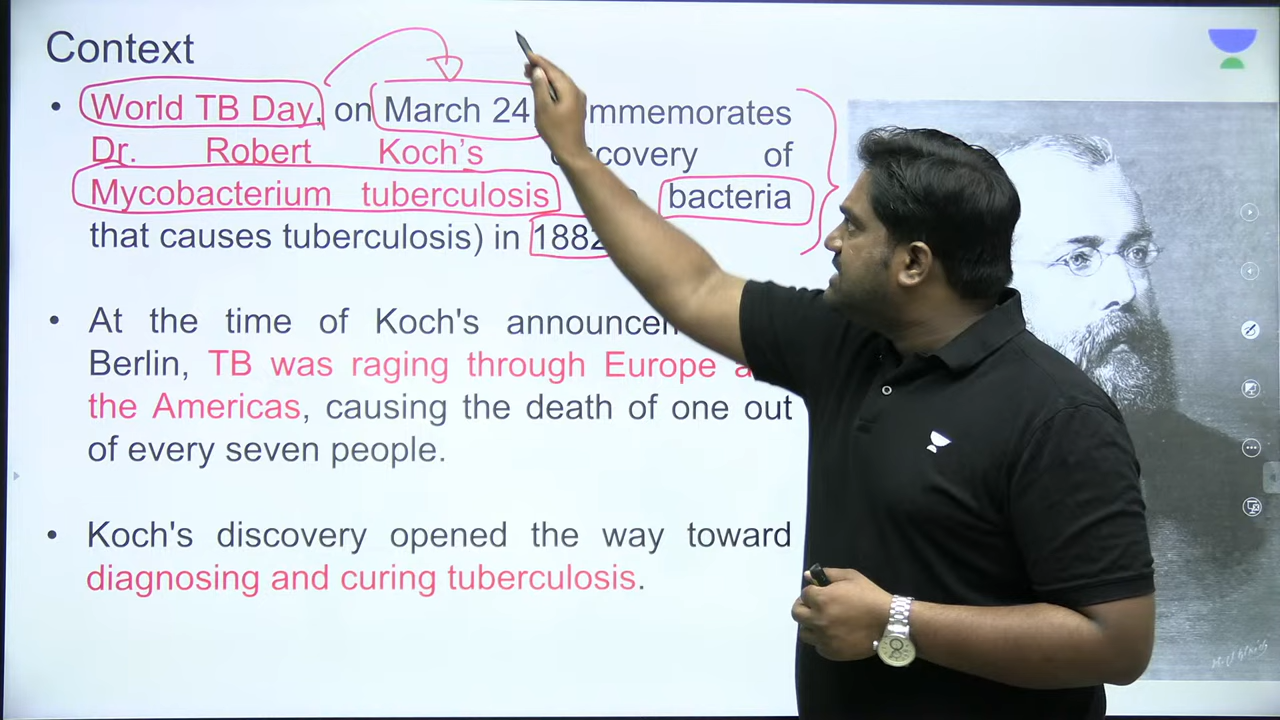 Context
• World TB Day, on March 24 mmemorates
Dr. Robert Koch's covery of
Mycobacterium tuberculosis bacteria
that causes tuberculosis) in 1882
• At the time of Koch's
Berlin, TB was raging through Europe
the Americas, causing the death of one out
of every seven people.
• Koch's discovery opened the way toward
diagnosing and curing tuberculosis.